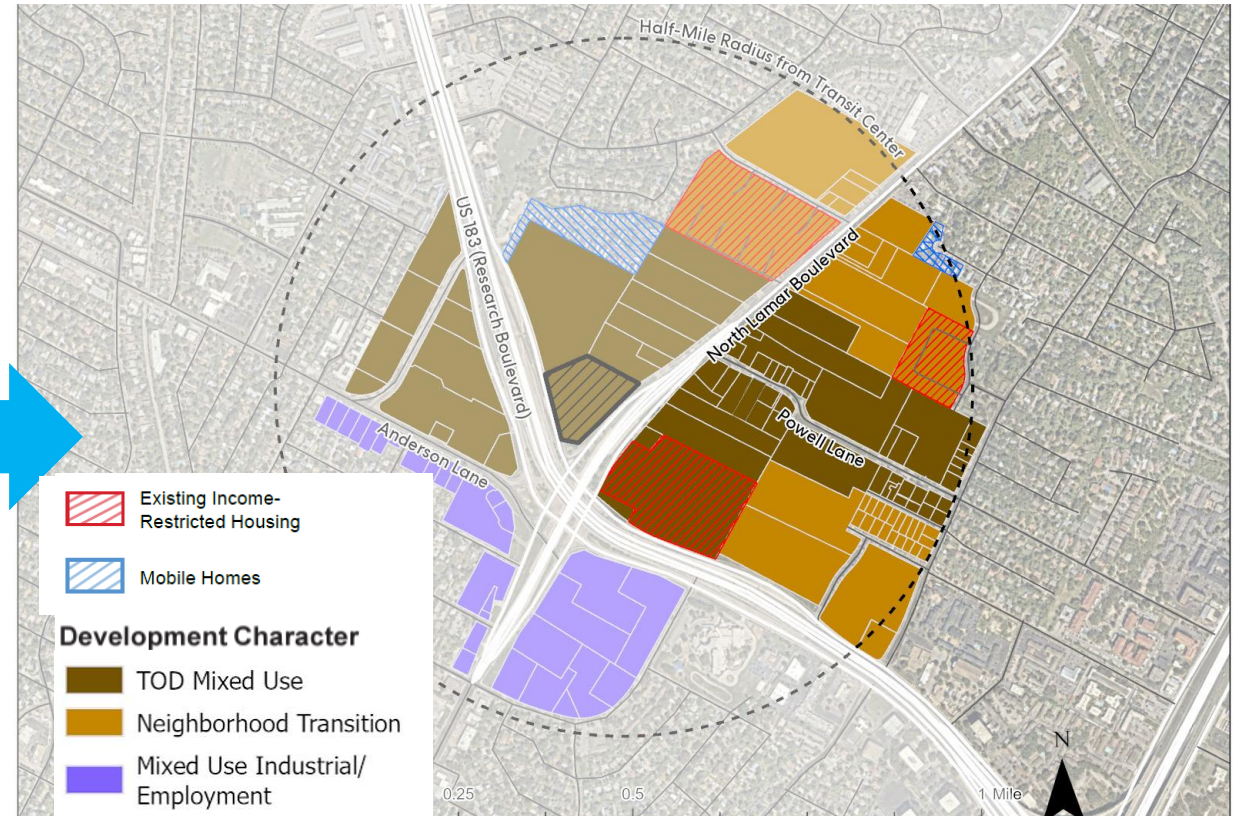 Half-Mile Radius from Transit Center
US 183 (Research Boulevard)
North Lamar Boulevard
Powell Lane
Anderson Lane
Existing Income-
Restricted Housing
Mobile Homes
Development Character
TOD Mixed Use
Neighborhood Transition
Mixed Use Industrial/
Employment
N
0.25 0.5 1 Mile